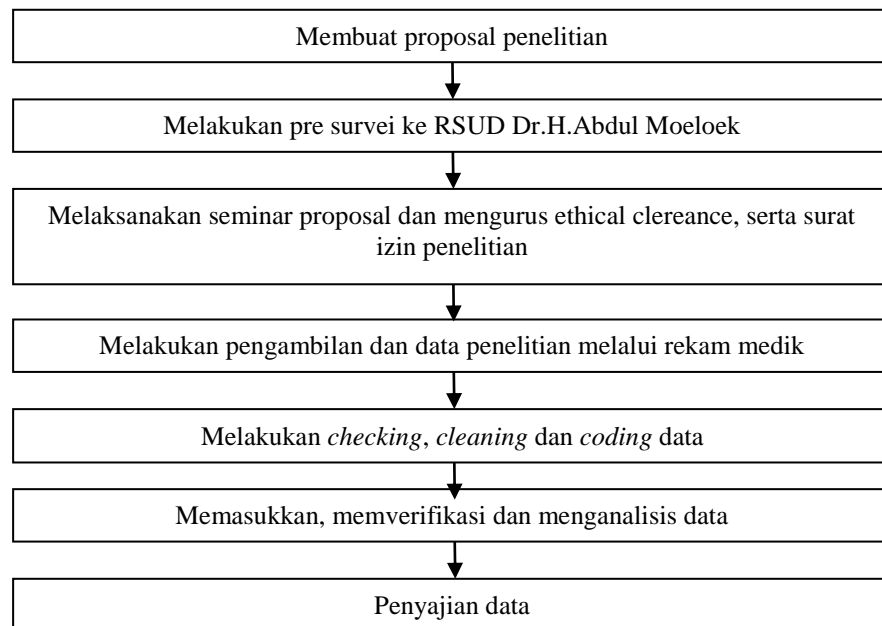 Membuat proposal penelitian
Melakukan pre survei ke RSUD Dr.H.Abdul Moeloek
Melaksanakan seminar proposal dan mengurus ethical clereance, serta surat
izin penelitian
Melakukan pengambilan dan data penelitian melalui rekam medik
Melakukan checking, cleaning dan coding data
Memasukkan, memverifikasi dan menganalisis data
Penyajian data